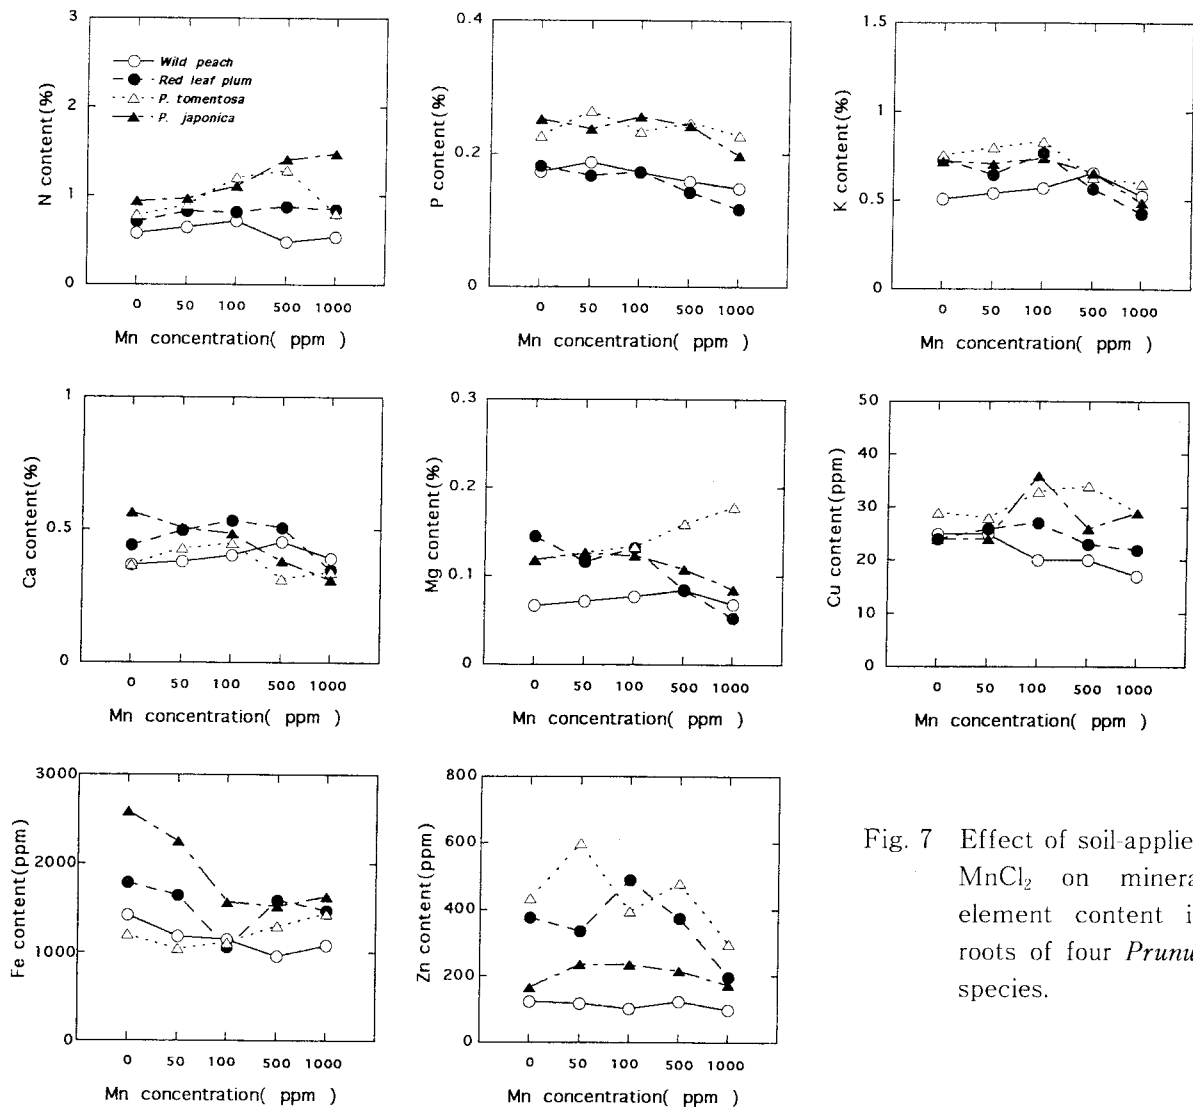 N content(%)
3
2
1
0
Wild peach
Red leaf plum
P. tomentosa
P. japonica
0 50 100 500 1000
Mn concentration( ppm )
P content(%)
0.4
0.2
0
0 50 100 500 1000
Mn concentration( ppm )
K content(%)
1.5
1
0.5
0
0 50 100 500 1000
Mn concentration( ppm )
Ca content(%)
1
0.5
0
0 50 100 500 1000
Mn concentration( ppm )
Mg content(%)
0.3
0.2
0.1
0
0 50 100 500 1000
Mn concentration( ppm )
Cu content(ppm)
50
40
30
20
10
0
0 50 100 500 1000
Mn concentration( ppm )
Fe content(ppm)
3000
2000
1000
0
0 50 100 500 1000
Mn concentration( ppm )
Zn content(ppm)
800
600
400
200
0
0 50 100 500 1000
Mn concentration( ppm )
Fig. 7 Effect of soil-applie
MnCl₂ on minera
element content i
roots of four Prunu
species.